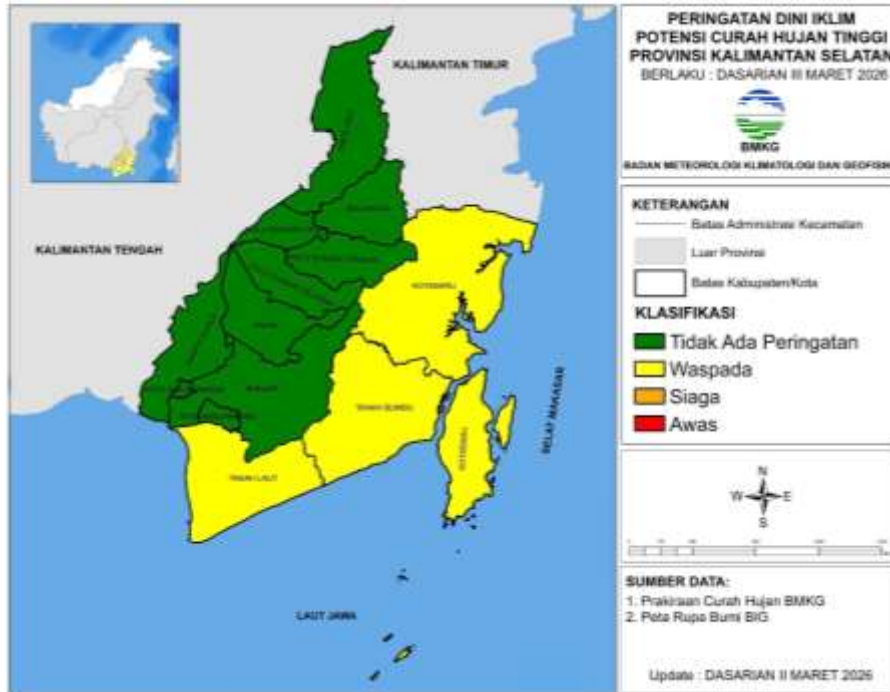 PERINGATAN DINI IKLIM
POTENSI CURAH HUJAN TINGGI
PROVINSI KALIMANTAN SELATAN
BERLAKU : DASARIAN III MARET 2026
BMKG
BADAN METEOROLOGI KLIMATOLOGI DAN GEOFISIK
KETERANGAN
Batas Administrasi Kecamatan
Luar Provinsi
Batas Kabupaten/Kota
KLASIFIKASI
Tidak Ada Peringatan
Waspada
Siaga
Awas
N
W E
S
SUMBER DATA:
1. Prakiraan Curah Hujan BMKG
2. Peta Rupa Bumi BIG
Update : DASARIAN II MARET 2026
KALIMANTAN TIMUR
KALIMANTAN TENGAH
KOTABARU
TANAH BUMBU
KOTABARU
TANAH LAUT
SELAT MAKASAR
LAUT JAWA